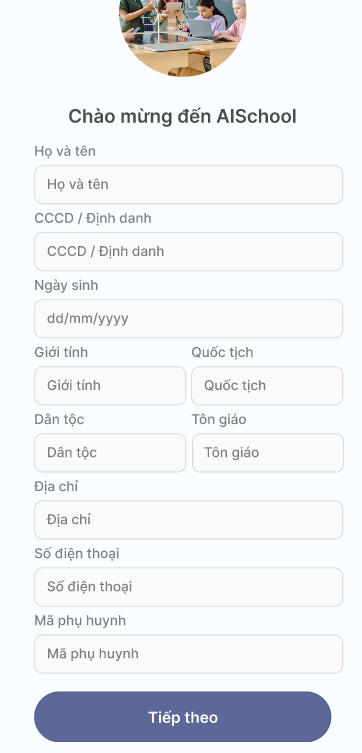 Chào mừng đến AISchool
Họ và tên
Họ và tên
CCCD / Định danh
CCCD / Định danh
Ngày sinh
dd/mm/yyyy
Giới tính Quốc tịch
Giới tính Quốc tịch
Dân tộc Tôn giáo
Dân tộc Tôn giáo
Địa chỉ
Địa chỉ
Số điện thoại
Số điện thoại
Mã phụ huynh
Mã phụ huynh
Tiếp theo